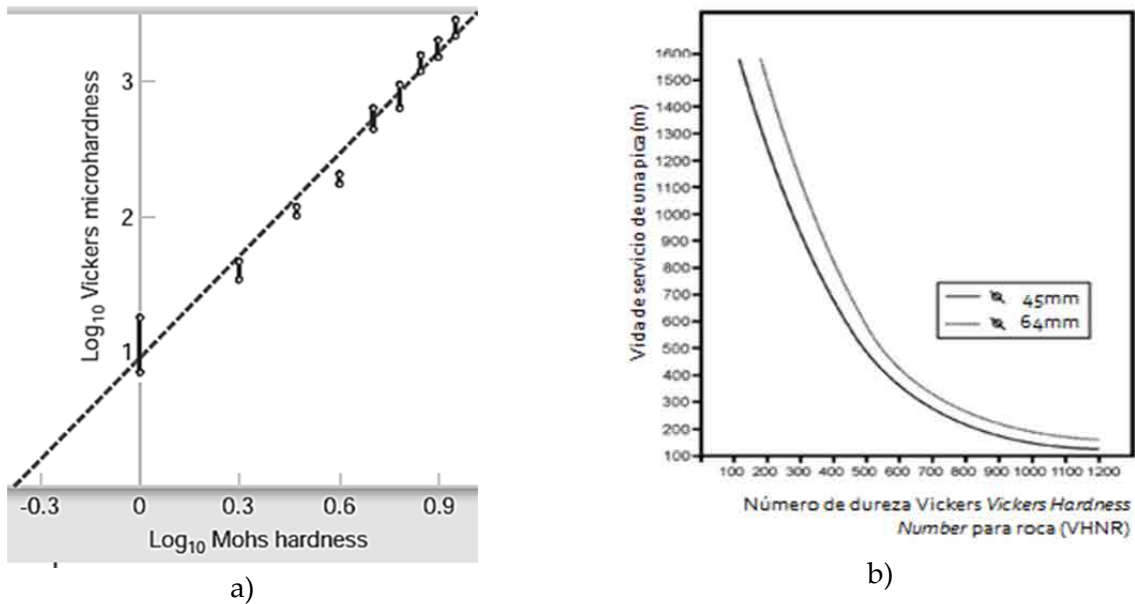 Log10 Vickers microhardness
3
2
1
-0.3 0 0.3 0.6 0.9
Log10 Mohs hardness
a)
Vida de servicio de una pica (m)
1600
1500
1400
1300
1200
1100
1000
900
800
700
600
500
400
300
200
100
45mm
64mm
100 200 300 400 500 600 700 800 900 1000 1100 1200
Número de dureza Vickers Vickers Hardness
Number para roca (VHNR)
b)